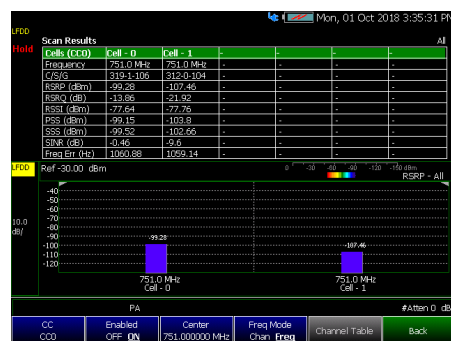 Mon, 01 Oct 2018 3:35:31 PM
LFDD
Hold
Scan Results All
Cells (CC0) Cell - 0 Cell - 1 - - - -
Frequency 751.0 MHz 751.0 MHz - - - -
C/S/G 319-1-106 312-0-104 - - - -
RSRP (dBm) -99.28 -107.46 - - - -
RSRQ (dB) -13.86 -21.92 - - - -
RSSI (dBm) -77.64 -77.76 - - - -
PSS (dBm) -99.15 -103.8 - - - -
SSS (dBm) -99.52 -102.66 - - - -
SINR (dB) -0.46 -9.6 - - - -
Freq Err (Hz) 1060.88 1059.14 - - - -
LFDD Ref -30.00 dBm 0 -30 -60 -90 -120 -150 dBm
RSRP - All
10.0
dB/
-40
-50
-60
-70
-80
-90
-100
-110
-120
-99.28 -107.46
751.0 MHz 751.0 MHz
Cell - 0 Cell - 1
PA #Atten 0 dB
CC Enabled Center Freq Mode Channel Table Back
CC0 OFF ON 751.000000 MHz Chan Freq